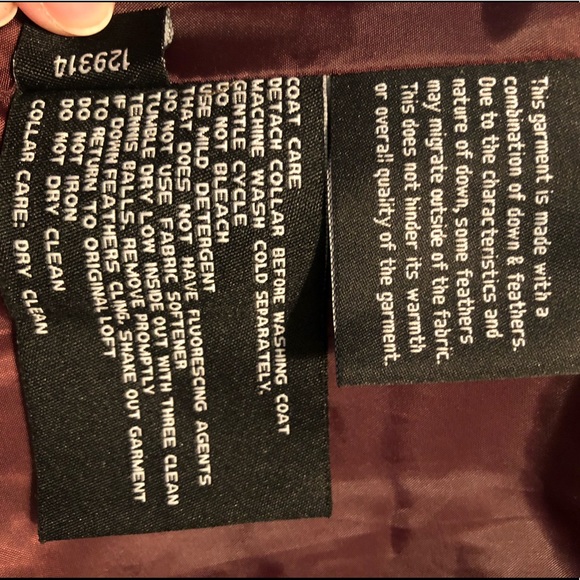 129314
COAT CARE
DETACH COLLAR BEFORE WASHING COAT
MACHINE WASH COLD SEPARATELY,
GENTLE CYCLE
DO NOT BLEACH
USE MILD DETERGENT
THAT DOES NOT HAVE FLUORESCING AGENTS
DO NOT USE FABRIC SOFTENER
TUMBLE DRY LOW INSIDE OUT WITH THREE CLEAN
TENNIS BALLS, REMOVE PROMPTLY
IF DOWN FEATHERS CLING, SHAKE OUT GARMENT
TO RETURN TO ORIGINAL LOFT
DO NOT IRON
DO NOT DRY CLEAN
COLLAR CARE: DRY CLEAN
This garment is made with a
combination of down & feathers.
Due to the characteristics and
nature of down, some feathers
may migrate outside of the fabric.
This does not hinder its warmth
or overall quality of the garment.